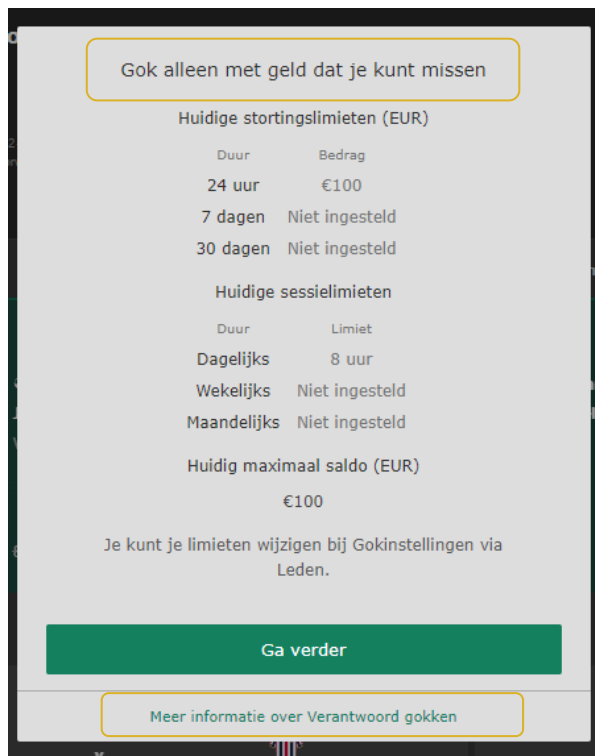 Gok alleen met geld dat je kunt missen
Huidige stortingslimieten (EUR)
Duur Bedrag
24 uur €100
7 dagen Niet ingesteld
30 dagen Niet ingesteld
Huidige sessielimieten
Duur Limiet
Dagelijks 8 uur
Wekelijks Niet ingesteld
Maandelijks Niet ingesteld
Huidig maximaal saldo (EUR)
€100
Je kunt je limieten wijzigen bij Gokinstellingen via
Leden.
Ga verder
Meer informatie over Verantwoord gokken